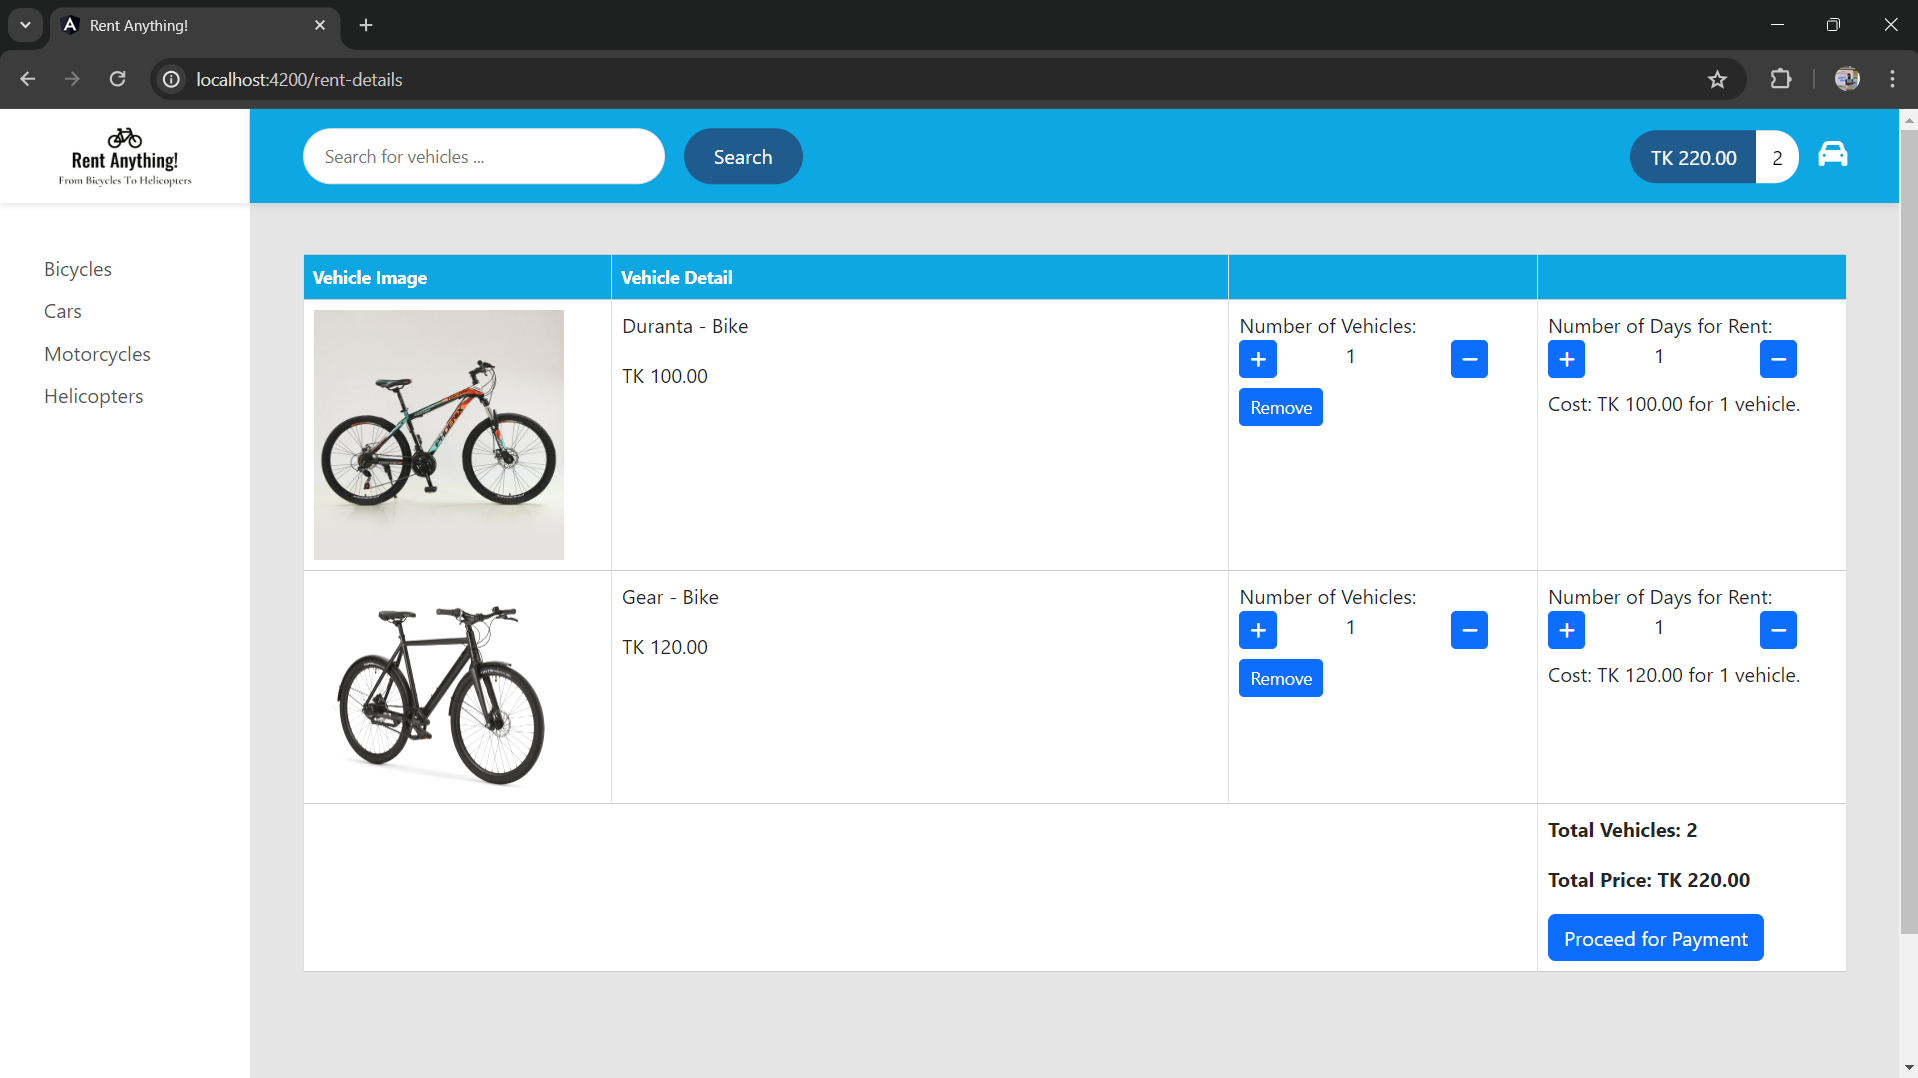 Rent Anything!
localhost:4200/rent-details
Rent Anything!
From Bicycles To Helicopters
Search for vehicles ...
Search
TK 220.00
2
Bicycles
Cars
Motorcycles
Helicopters
Vehicle Image
Vehicle Detail
Duranta - Bike
TK 100.00
Number of Vehicles:
+ 1 −
Remove
Number of Days for Rent:
+ 1 −
Cost: TK 100.00 for 1 vehicle.
PHOENIX
Gear - Bike
TK 120.00
Number of Vehicles:
+ 1 −
Remove
Number of Days for Rent:
+ 1 −
Cost: TK 120.00 for 1 vehicle.
Total Vehicles: 2
Total Price: TK 220.00
Proceed for Payment